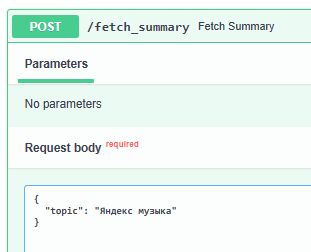 POST /fetch_summary Fetch Summary
Parameters
No parameters
Request body required
{
"topic": "Яндекс музыка"
}